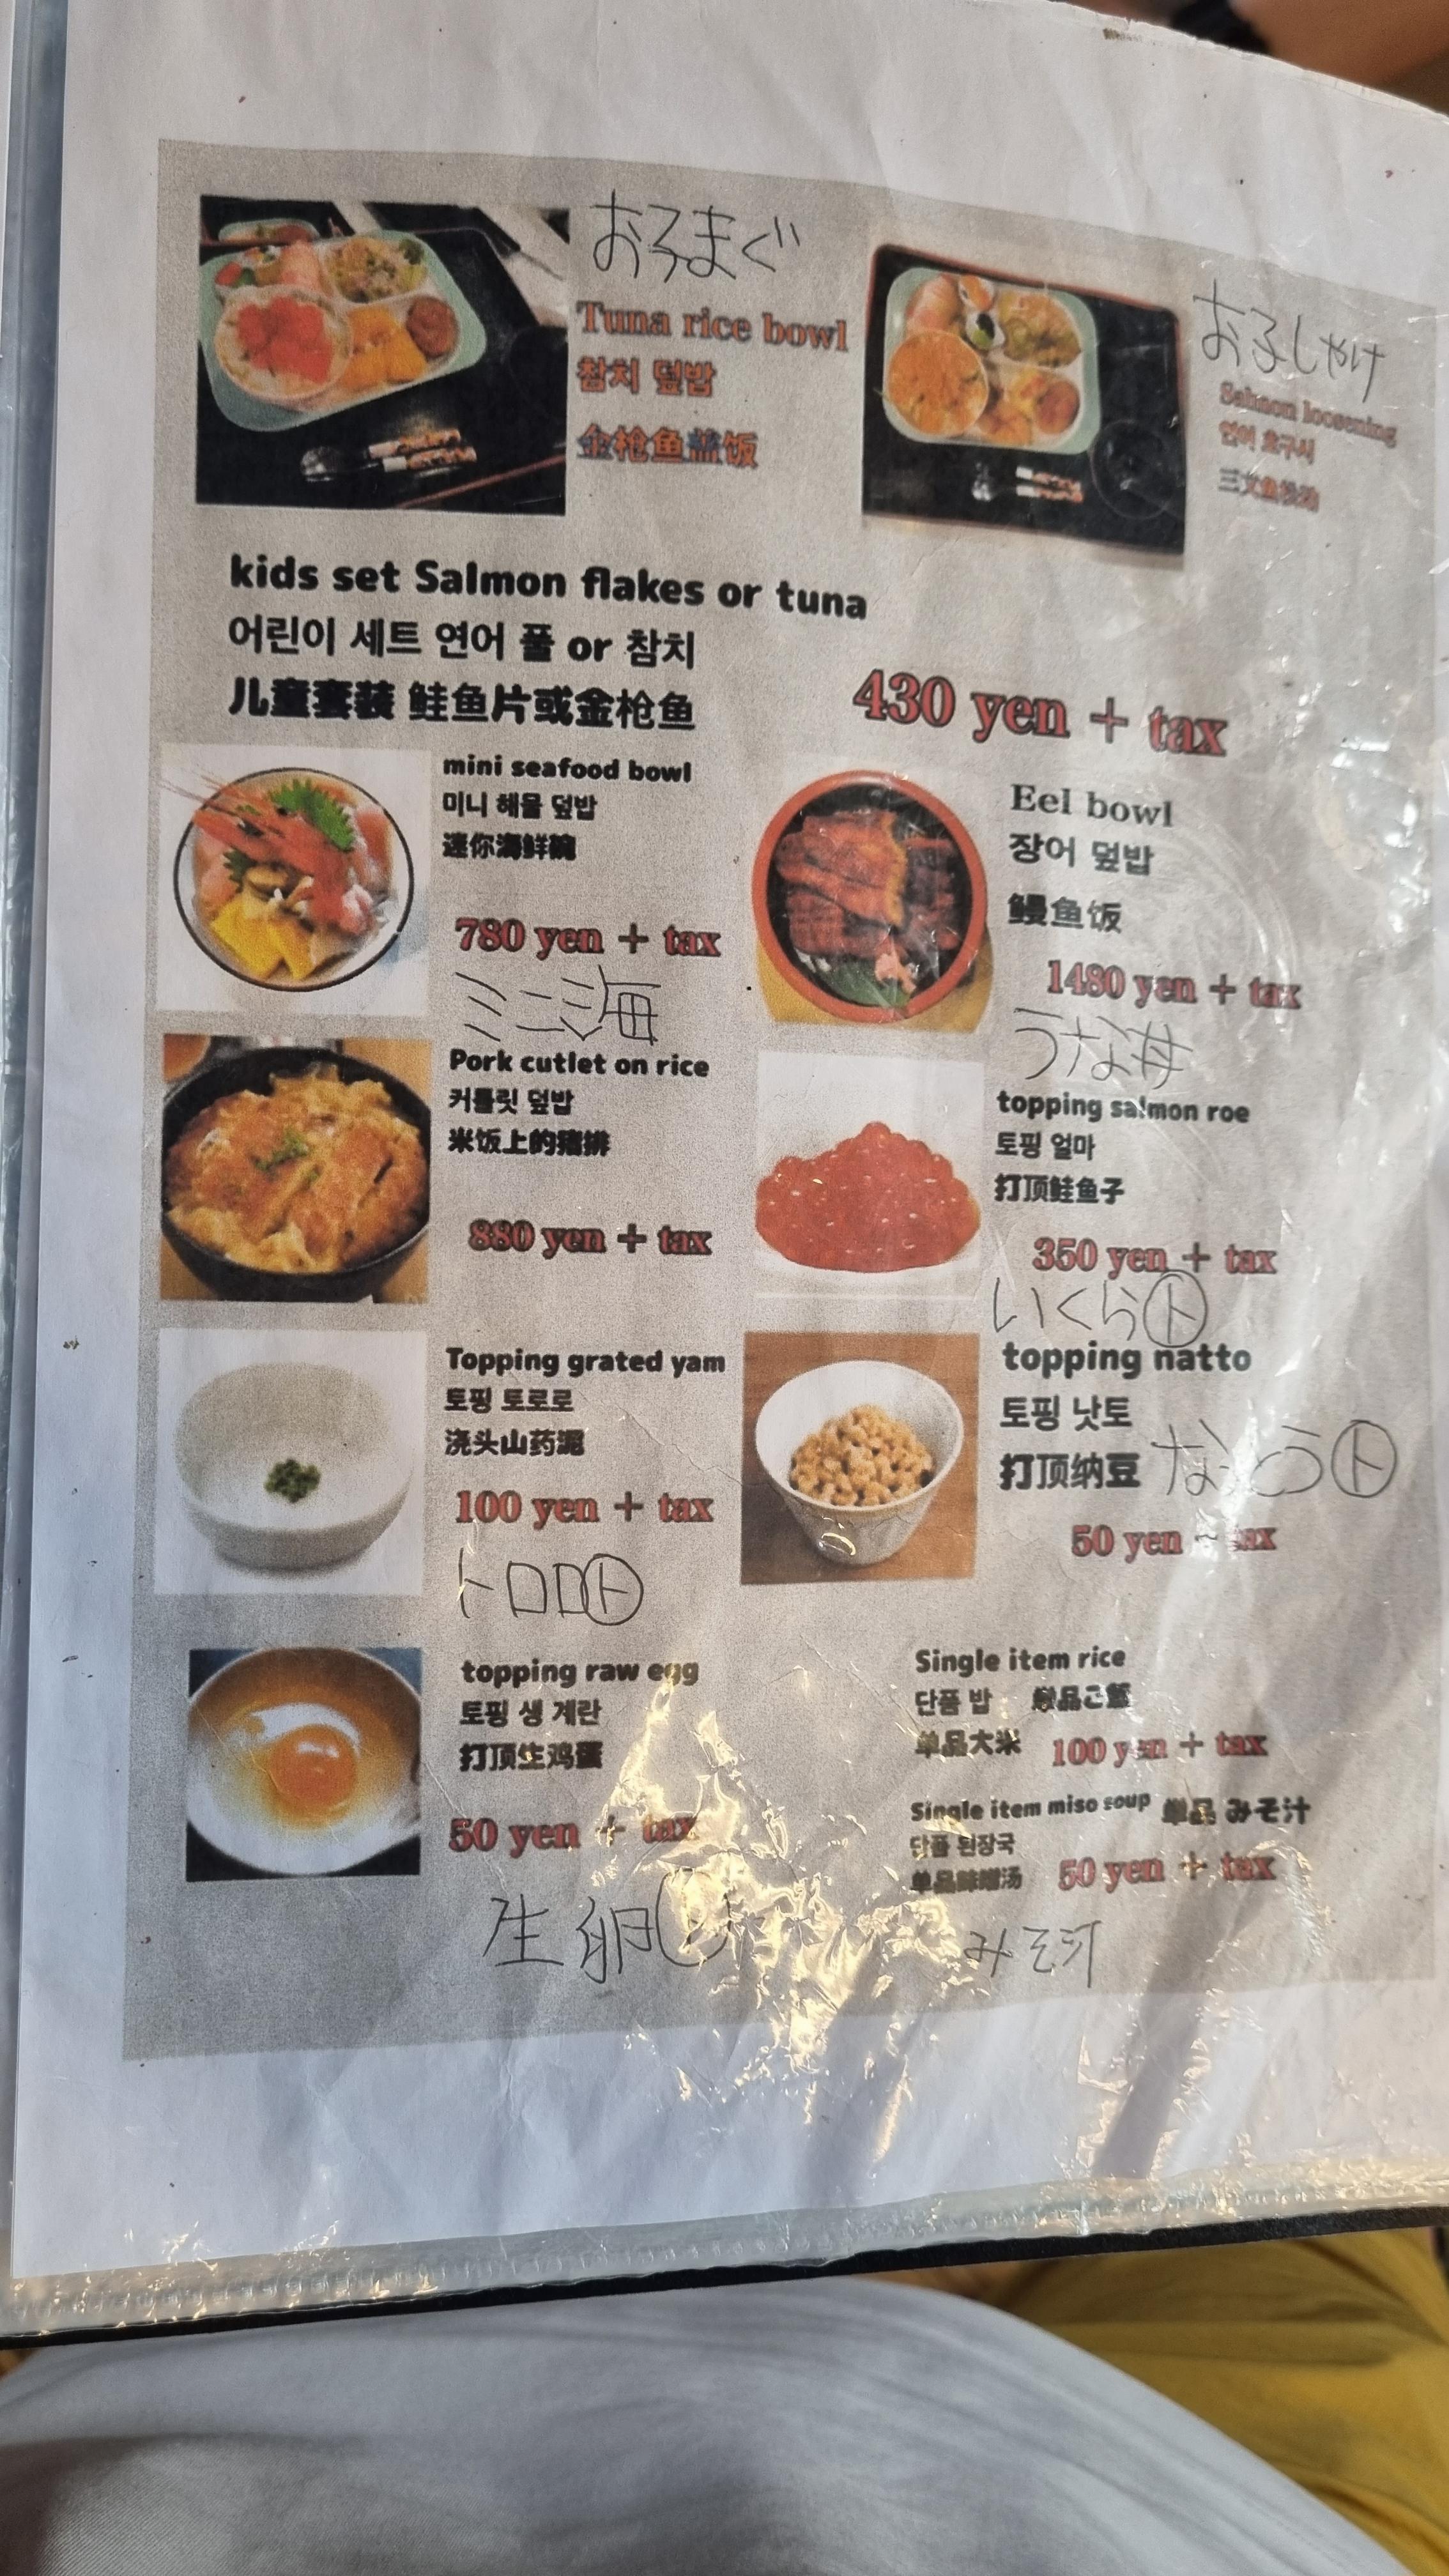 おろまぐ
Tuna rice bowl
참치 덮밥
金枪鱼盖饭
おろしゃけ
Salmon loosening
연어 호구시
三文鱼松动
kids set Salmon flakes or tuna
어린이 세트 연어 풀 or 참치
儿童套装 鲑鱼片或金枪鱼
430 yen + tax
mini seafood bowl
미니 해물 덮밥
迷你海鲜碗
780 yen + tax
ミニ海
Eel bowl
장어 덮밥
鳗鱼饭
1480 yen + tax
うな海
Pork cutlet on rice
커틀릿 덮밥
米饭上的猪排
880 yen + tax
topping salmon roe
토핑 얼마
打顶鲑鱼子
350 yen + tax
いくらⓉ
Topping grated yam
토핑 토로로
浇头山药泥
100 yen + tax
トロロ㋣
topping natto
토핑 낫토
打顶纳豆
なっとう㋣
50 yen + tax
topping raw egg
토핑 생 계란
打顶生鸡蛋
50 yen + tax
生卵
Single item rice
단품 밥 単品ご飯
单品大米 100 yen + tax
Single item miso soup 単品 みそ汁
단품 된장국
单品味噌汤 50 yen + tax
みそ汁